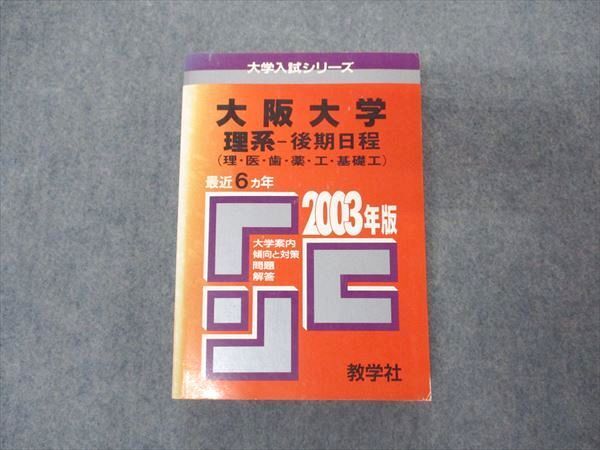 大学入試シリーズ
大阪大学
理系-後期日程
(理・医・歯・薬・工・基礎工)
最近6ヵ年
2003年版
大学案内
傾向と対策
問題
解答
教学社